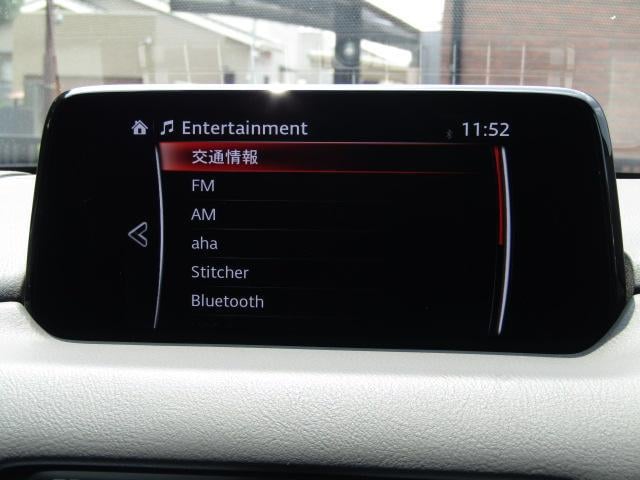 Entertainment 11:52
交通情報
FM
AM
aha
Stitcher
Bluetooth